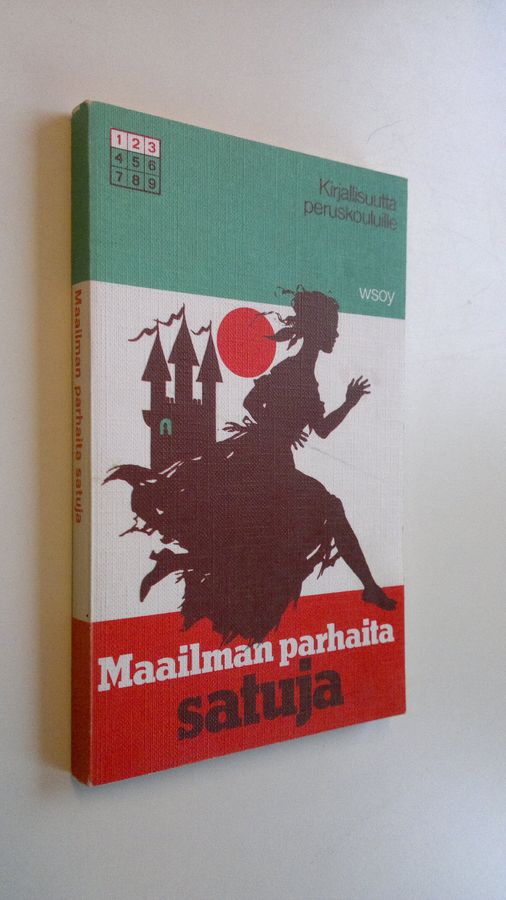 1 2 3
4 5 6
7 8 9
Kirjallisuutta
peruskouluille
wsoy
Maailman parhaita
satuja
Maailman parhaita satuja